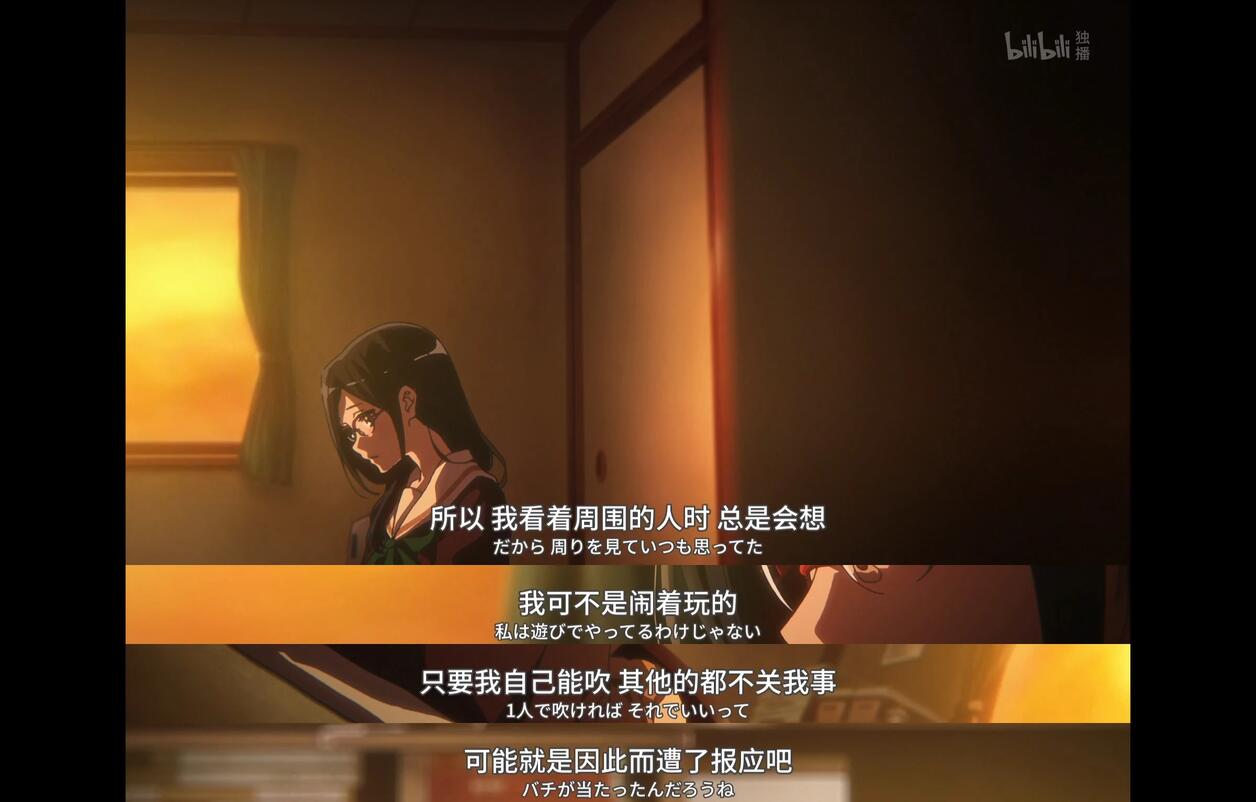 bilibili 独播
所以 我看着周围的人时 总是会想
だから 周りを見ていつも思ってた
我可不是闹着玩的
私は遊びでやってるわけじゃない
只要我自己能吹 其他的都不关我事
1人で吹ければ それでいいって
可能就是因此而遭了报应吧
バチが当たったんだろうね